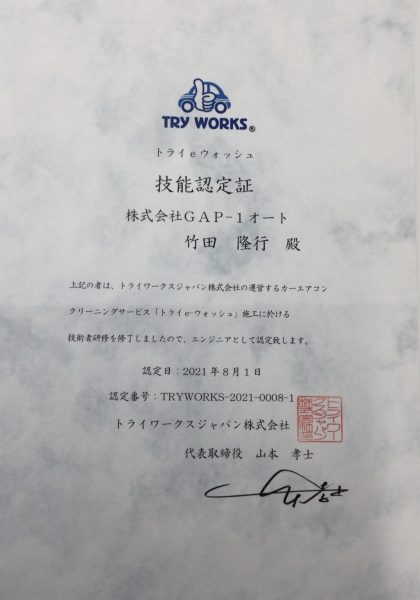 TRY WORKS®
トライeウォッシュ
技能認定証
株式会社GAP-1オート
竹田 隆行 殿
上記の者は、トライワークスジャパン株式会社の運営するカーエアコン
クリーニングサービス「トライe-ウォッシュ」施工に於ける
技術者研修を修了しましたので、エンジニアとして認定致します。
認定日:2021年8月1日
認定番号:TRYWORKS-2021-0008-1
トライワークスジャパン株式会社
代表取締役 山本 孝士